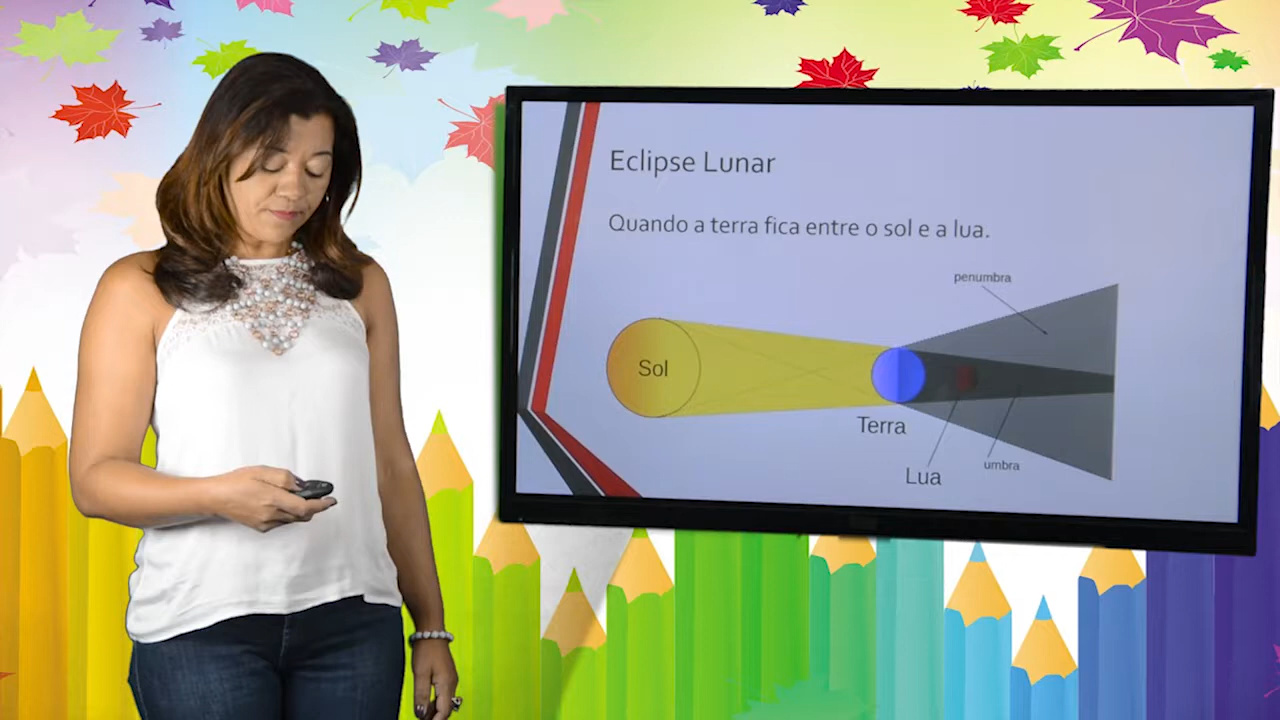 Eclipse Lunar
Quando a terra fica entre o sol e a lua.
penumbra
Sol
Terra
Lua
umbra